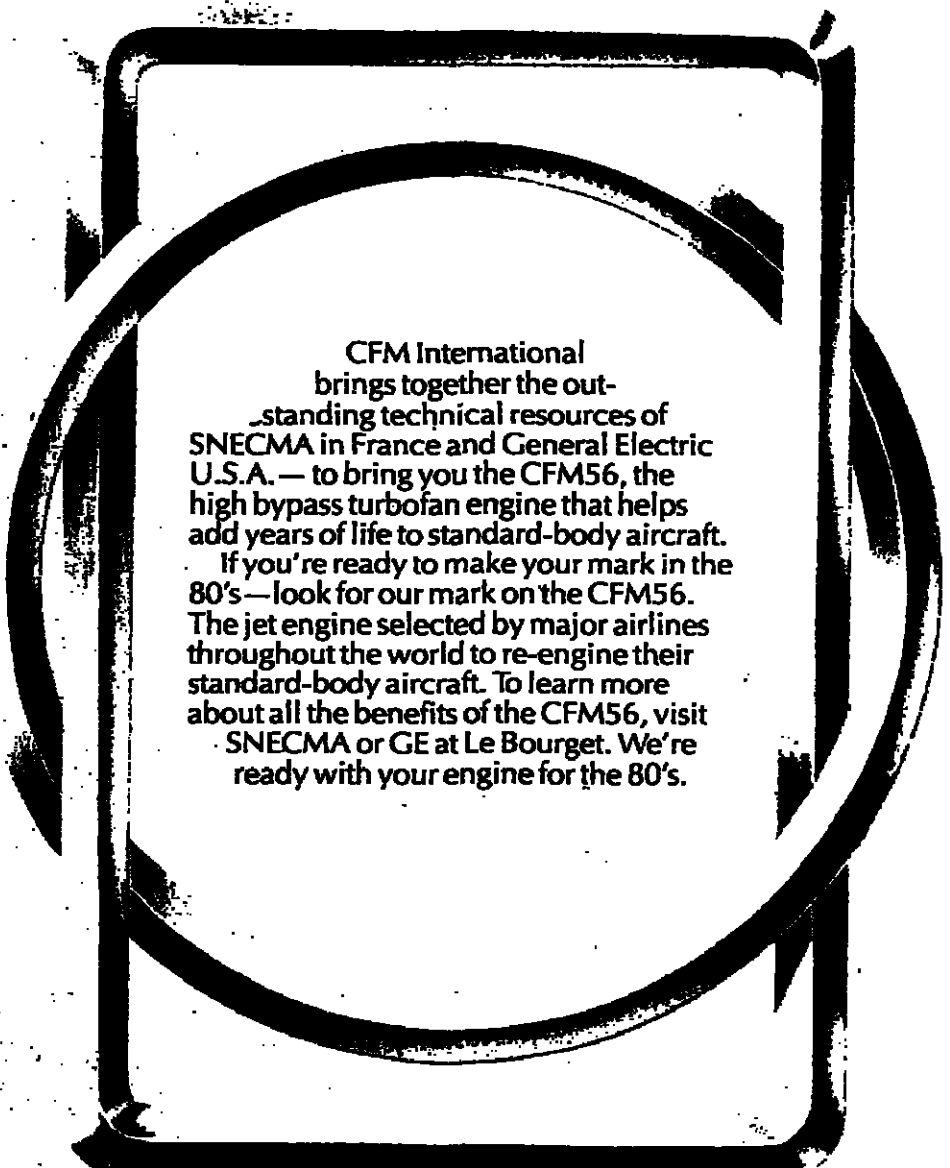 CFM International
brings together the out-
standing technical resources of
SNECMA in France and General Electric
U.S.A. — to bring you the CFM56, the
high bypass turbofan engine that helps
add years of life to standard-body aircraft.
If you're ready to make your mark in the
80's—look for our mark on the CFM56.
The jet engine selected by major airlines
throughout the world to re-engine their
standard-body aircraft. To learn more
about all the benefits of the CFM56, visit
SNECMA or GE at Le Bourget. We're
ready with your engine for the 80's.